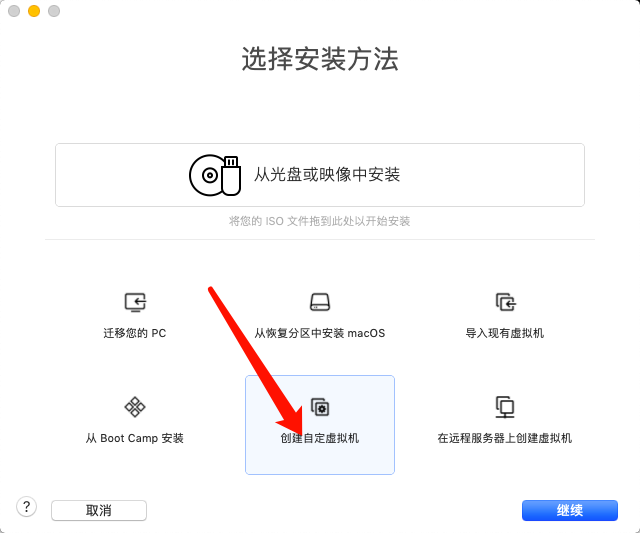 选择安装方法
从光盘或映像中安装
将您的 ISO 文件拖到此处以开始安装
迁移您的 PC
从恢复分区中安装 macOS
导入现有虚拟机
从 Boot Camp 安装
创建自定虚拟机
在远程服务器上创建虚拟机
?
取消
继续